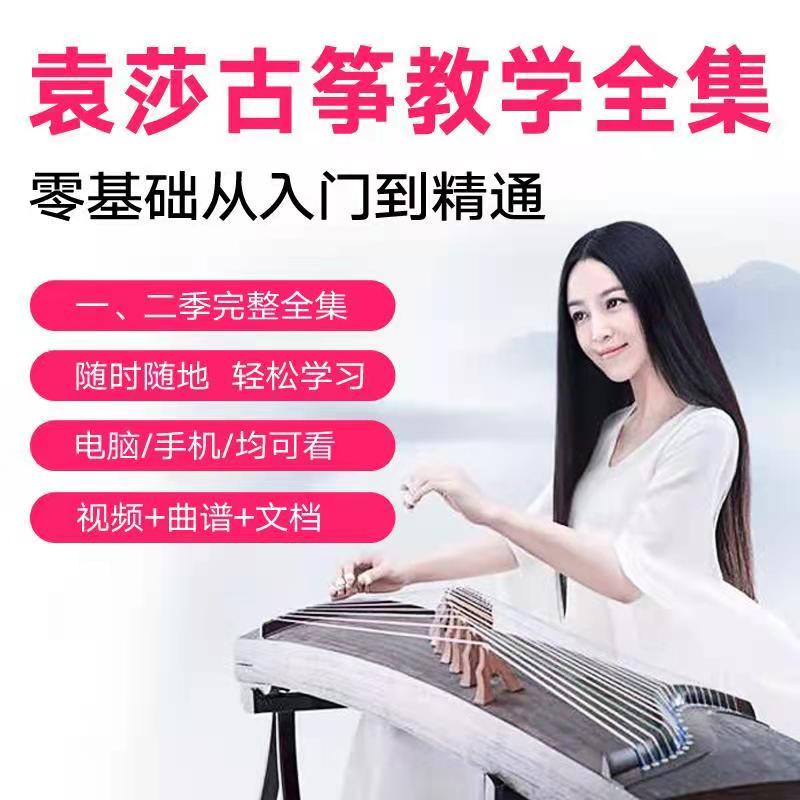 袁莎古筝教学全集
零基础从入门到精通
一、二季完整全集
随时随地 轻松学习
电脑/手机/均可看
视频+曲谱+文档